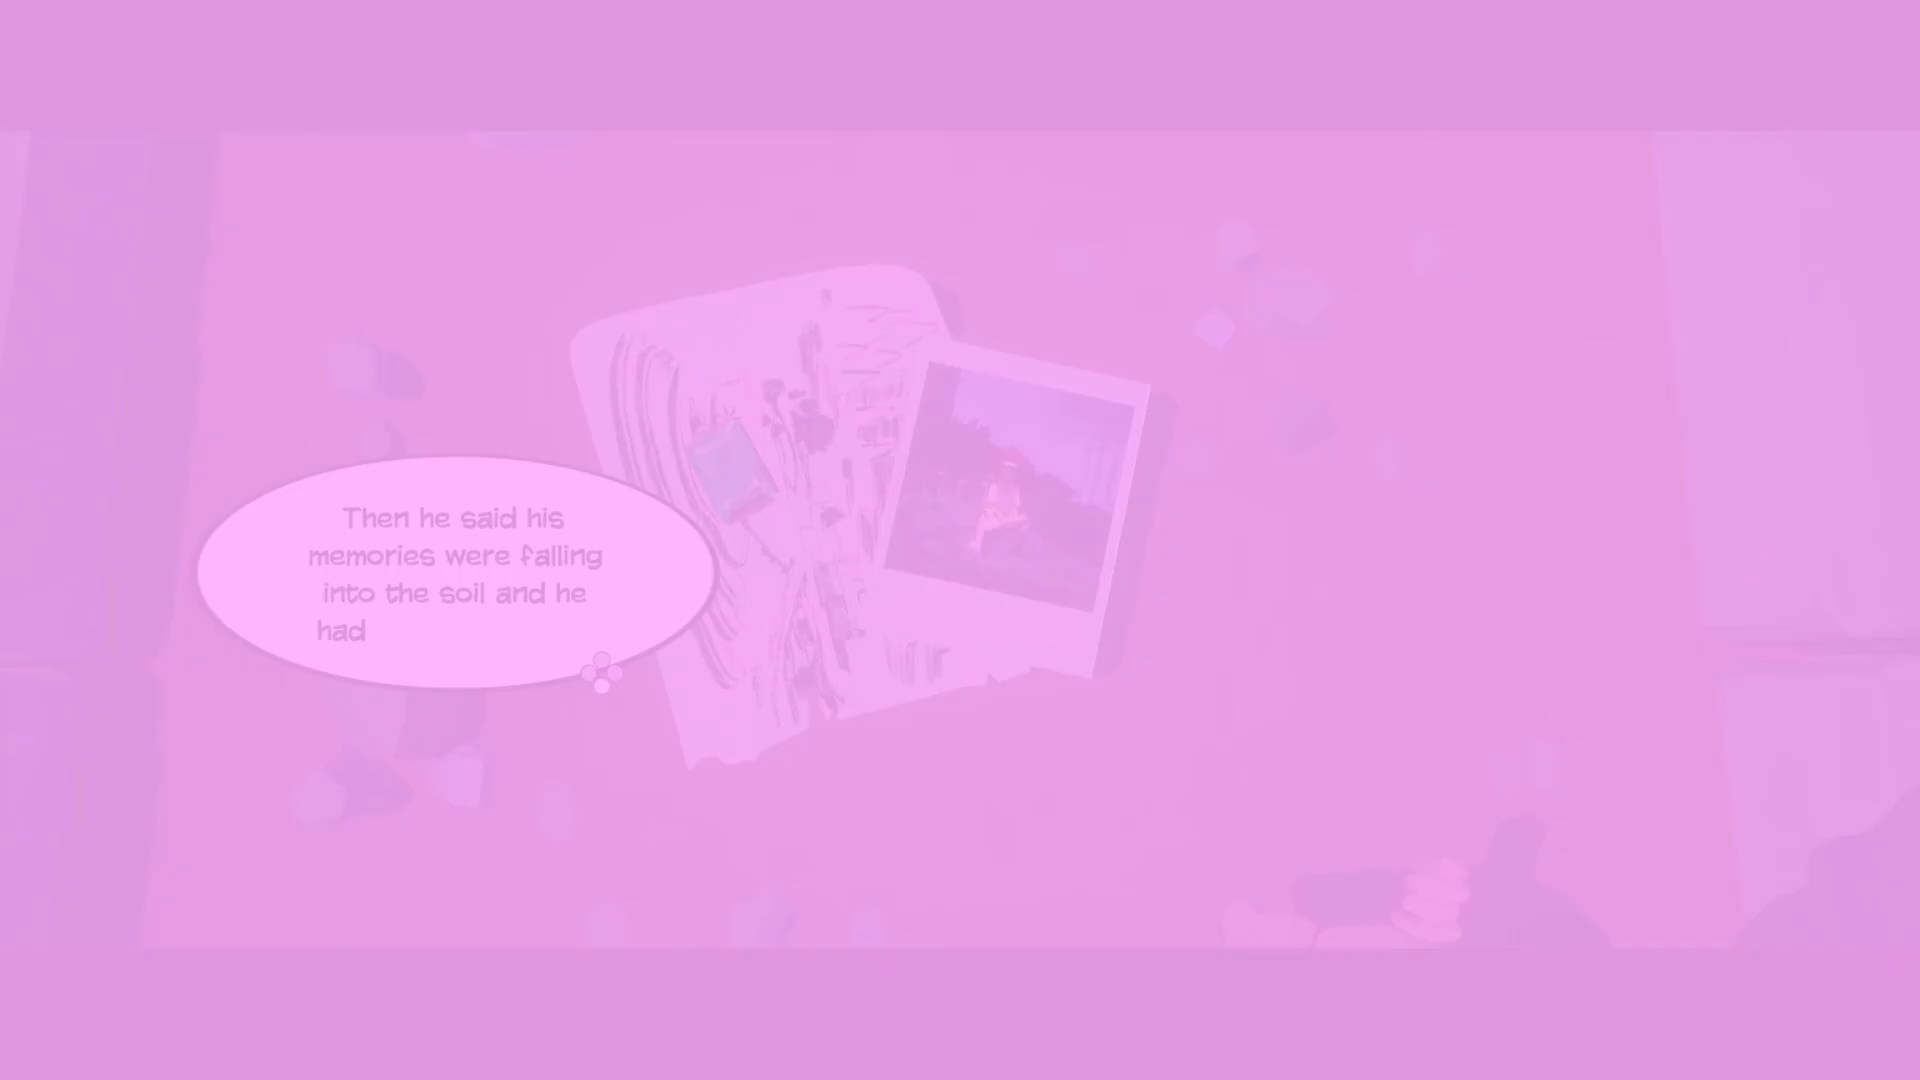 Then he said his
memories were falling
into the soil and he
had